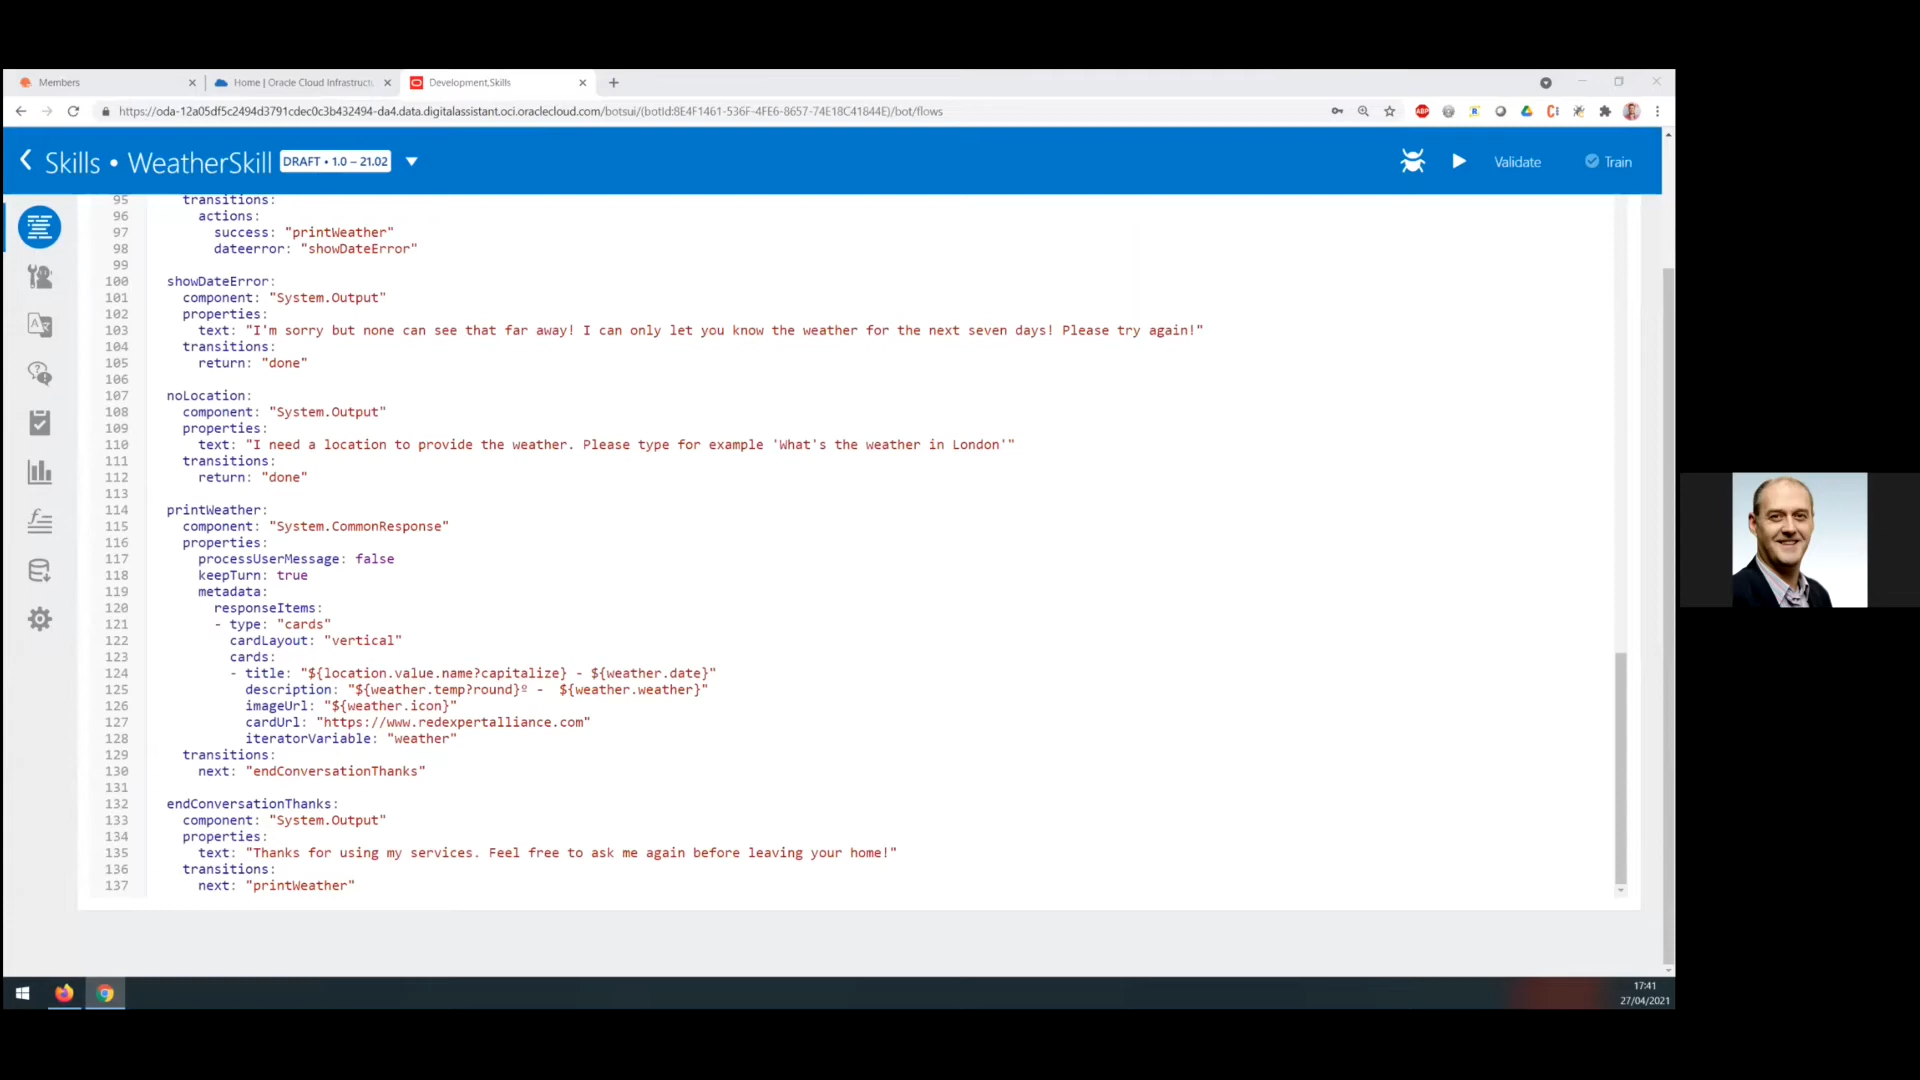 Members
Home | Oracle Cloud Infrastruct
Development,Skills
https://oda-12a05df5c2494d3791cdec0c3b432494-da4.data.digitalassistant.oci.oraclecloud.com/botsui/(botId:8E4F1461-536F-4FE6-8657-74E18C41844E)/bot/flows
ABP
Skills • WeatherSkill
DRAFT • 1.0 – 21.02
Validate
Train
95 transitions:
96 actions:
97 success: "printWeather"
98 dateerror: "showDateError"
99
100 showDateError:
101 component: "System.Output"
102 properties:
103 text: "I'm sorry but none can see that far away! I can only let you know the weather for the next seven days! Please try again!"
104 transitions:
105 return: "done"
106
107 noLocation:
108 component: "System.Output"
109 properties:
110 text: "I need a location to provide the weather. Please type for example 'What's the weather in London'"
111 transitions:
112 return: "done"
113
114 printWeather:
115 component: "System.CommonResponse"
116 properties:
117 processUserMessage: false
118 keepTurn: true
119 metadata:
120 responseItems:
121 - type: "cards"
122 cardLayout: "vertical"
123 cards:
124 - title: "${location.value.name?capitalize} - ${weather.date}"
125 description: "${weather.temp?round}º -  ${weather.weather}"
126 imageUrl: "${weather.icon}"
127 cardUrl: "https://www.redexpertalliance.com"
128 iteratorVariable: "weather"
129 transitions:
130 next: "endConversationThanks"
131
132 endConversationThanks:
133 component: "System.Output"
134 properties:
135 text: "Thanks for using my services. Feel free to ask me again before leaving your home!"
136 transitions:
137 next: "printWeather"
17:41
27/04/2021